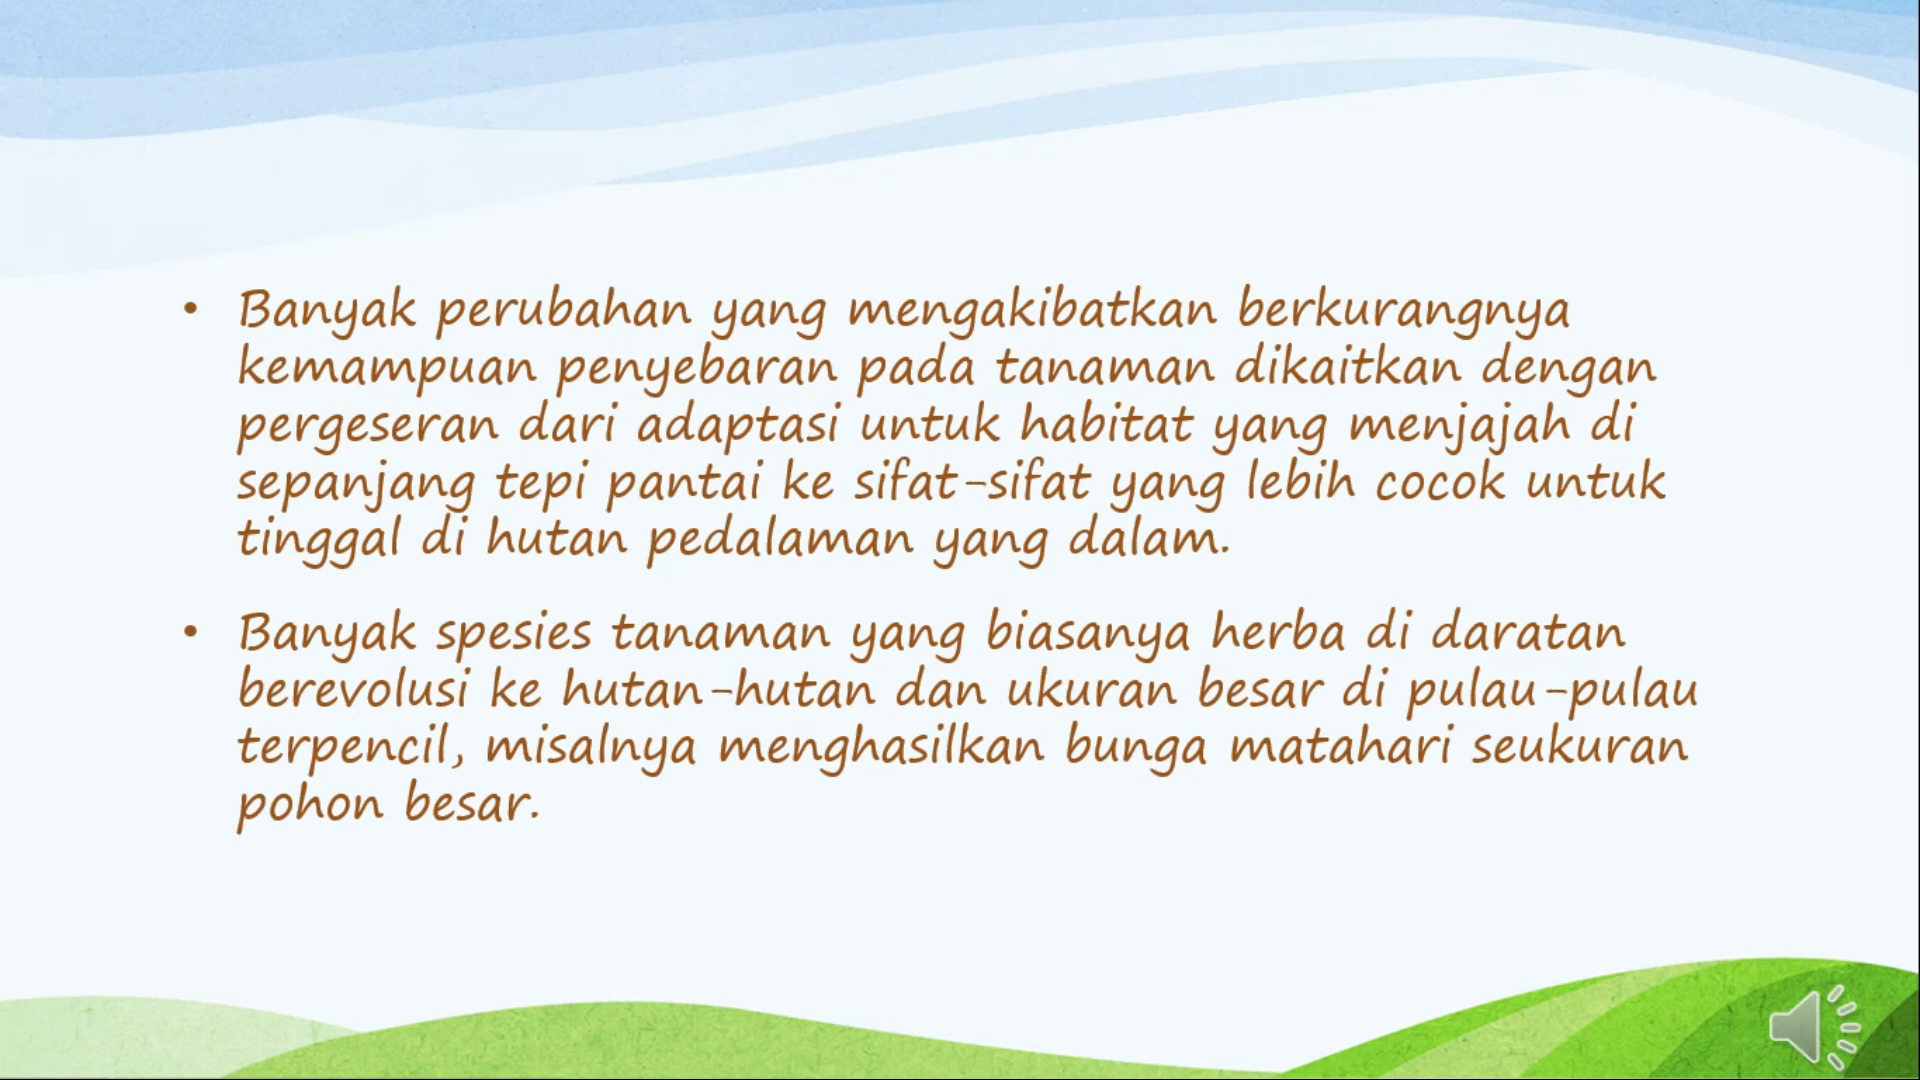 • Banyak perubahan yang mengakibatkan berkurangnya
kemampuan penyebaran pada tanaman dikaitkan dengan
pergeseran dari adaptasi untuk habitat yang menjajah di
sepanjang tepi pantai ke sifat-sifat yang lebih cocok untuk
tinggal di hutan pedalaman yang dalam.
• Banyak spesies tanaman yang biasanya herba di daratan
berevolusi ke hutan-hutan dan ukuran besar di pulau-pulau
terpencil, misalnya menghasilkan bunga matahari seukuran
pohon besar.